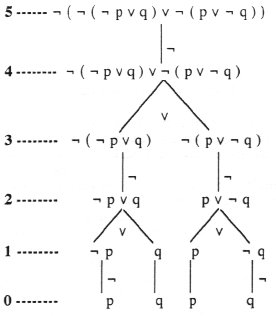 5 ------- ¬ ( ¬ ( ¬ p v q ) v ¬ ( p v ¬ q ) )
¬
4 ------- ¬ ( ¬ p v q ) v ¬ ( p v ¬ q )
v
3 ------- ¬ ( ¬ p v q ) ¬ ( p v ¬ q )
¬ ¬
2 ------- ¬ p v q p v ¬ q
v v
1 ------- ¬ p q p ¬ q
¬ ¬
0 ------- p q p q